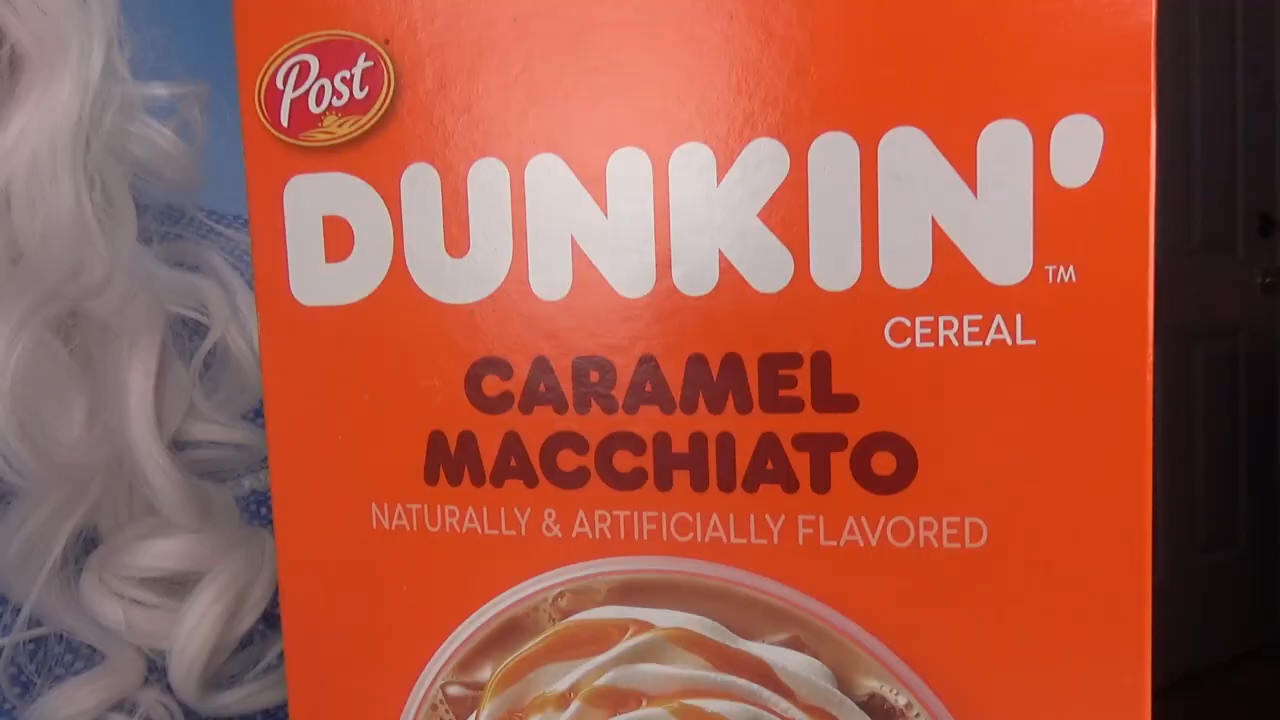 Post
DUNKIN'
TM
CEREAL
CARAMEL
MACCHIATO
NATURALLY & ARTIFICIALLY FLAVORED